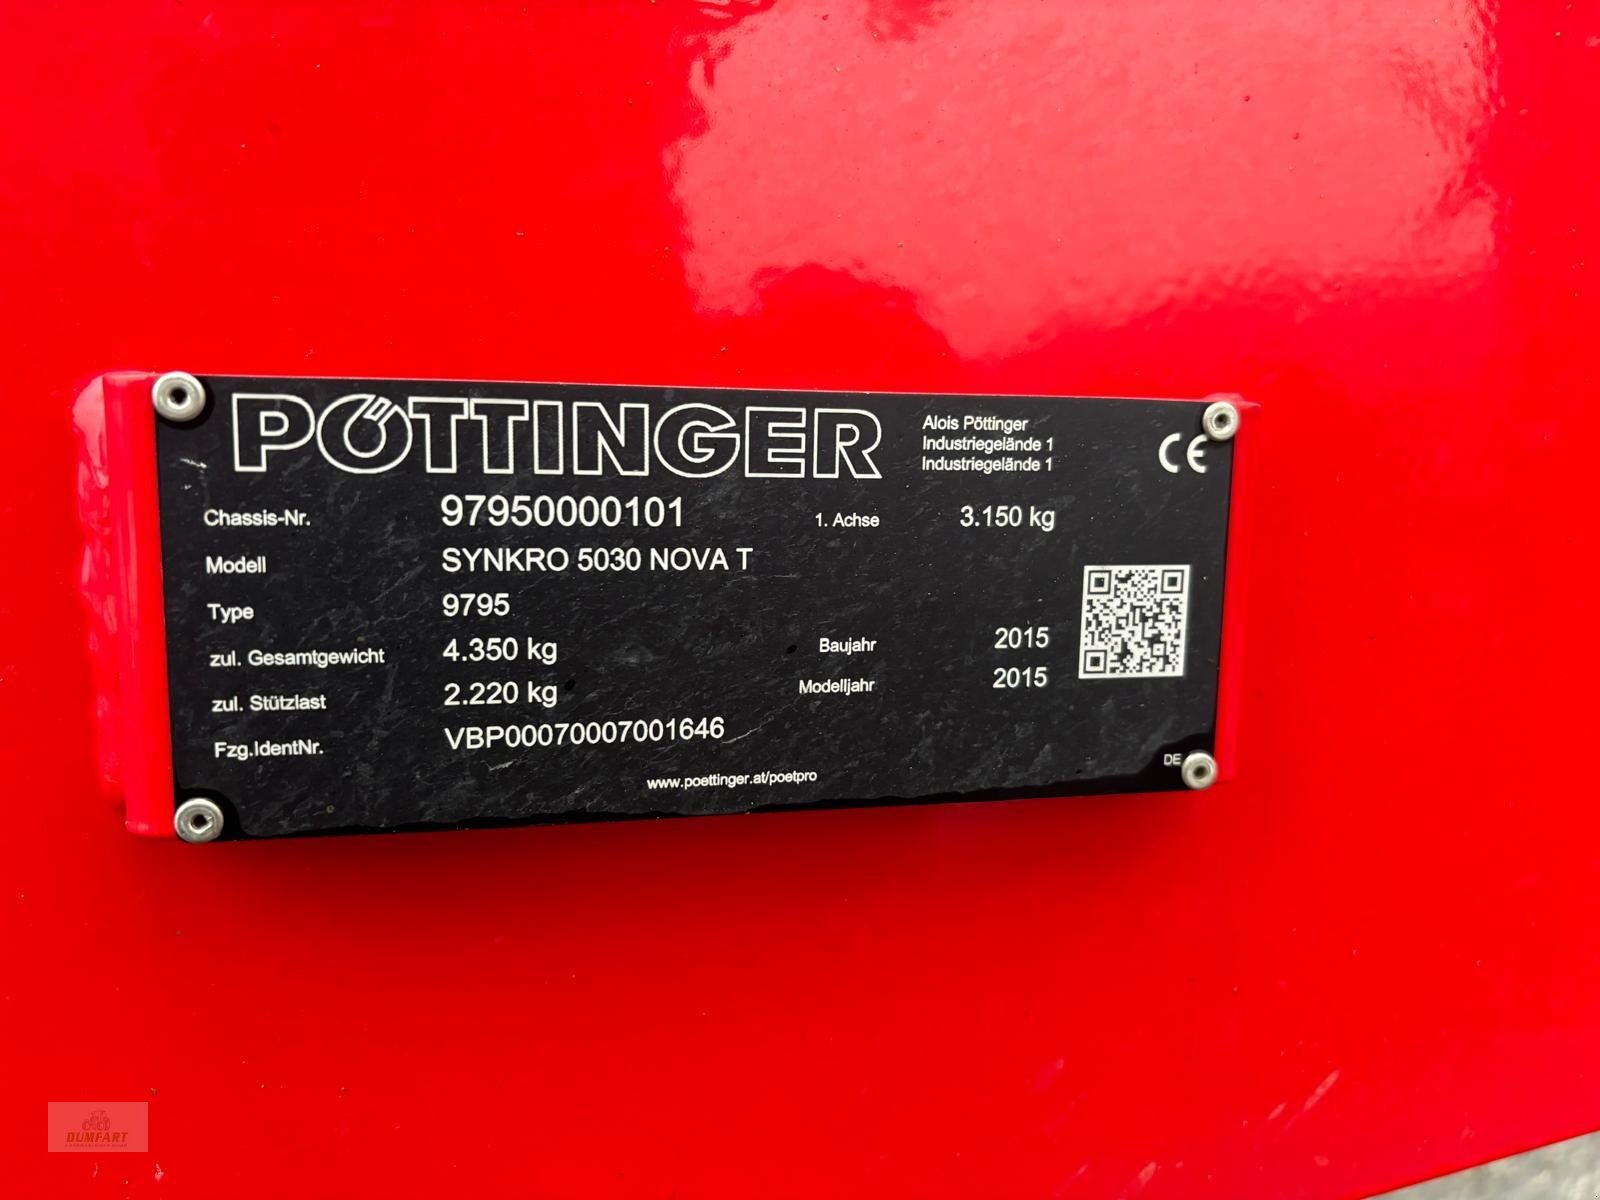 PÖTTINGER
Alois Pöttinger
Industriegelände 1
Industriegelände 1
CE
Chassis-Nr. 97950000101 1. Achse 3.150 kg
Modell SYNKRO 5030 NOVA T
Type 9795
zul. Gesamtgewicht 4.350 kg Baujahr 2015
zul. Stützlast 2.220 kg Modelljahr 2015
Fzg.IdentNr. VBP00070007001646
www.poettinger.at/poetpro
DE
DUMFART